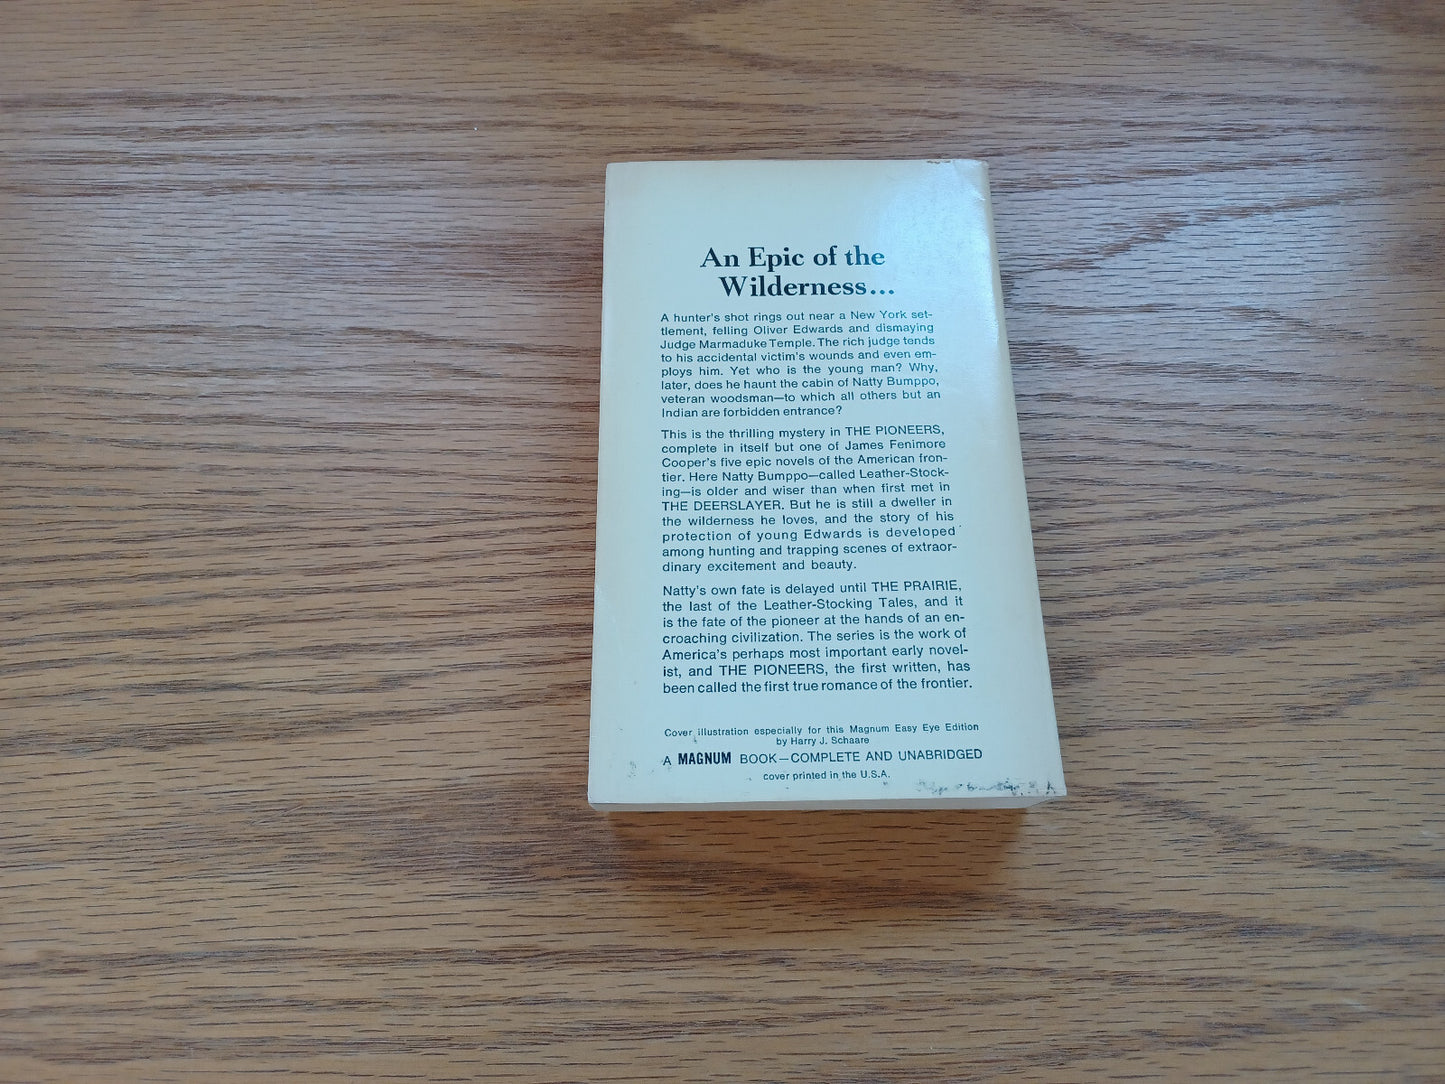 An Epic of the
Wilderness...
A hunter's shot rings out near a New York set-
tlement, felling Oliver Edwards and dismaying
Judge Marmaduke Temple. The rich judge tends
to his accidental victim's wounds and even em-
ploys him. Yet who is the young man? Why,
later, does he haunt the cabin of Natty Bumppo,
veteran woodsman—to which all others but an
Indian are forbidden entrance?
This is the thrilling mystery in THE PIONEERS,
complete in itself but one of James Fenimore
Cooper's five epic novels of the American fron-
tier. Here Natty Bumppo—called Leather-Stock-
ing—is older and wiser than when first met in
THE DEERSLAYER. But he is still a dweller in
the wilderness he loves, and the story of his
protection of young Edwards is developed
among hunting and trapping scenes of extraor-
dinary excitement and beauty.
Natty's own fate is delayed until THE PRAIRIE,
the last of the Leather-Stocking Tales, and it
is the fate of the pioneer at the hands of an en-
croaching civilization. The series is the work of
America's perhaps most important early novel-
ist, and THE PIONEERS, the first written, has
been called the first true romance of the frontier.
Cover illustration especially for this Magnum Easy Eye Edition
by Harry J. Schaare
A MAGNUM BOOK—COMPLETE AND UNABRIDGED
cover printed in the U.S.A.